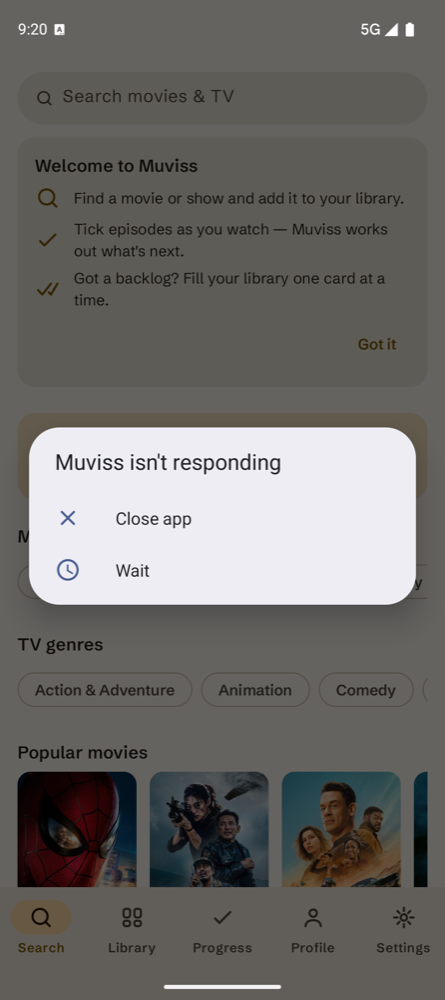 9:20
5G
Search movies & TV
Welcome to Muviss
Find a movie or show and add it to your library.
Tick episodes as you watch — Muviss works
out what's next.
Got a backlog? Fill your library one card at a
time.
Got it
Muviss isn't responding
Close app
Wait
M
y
TV genres
Action & Adventure
Animation
Comedy
Popular movies
Search
Library
Progress
Profile
Settings